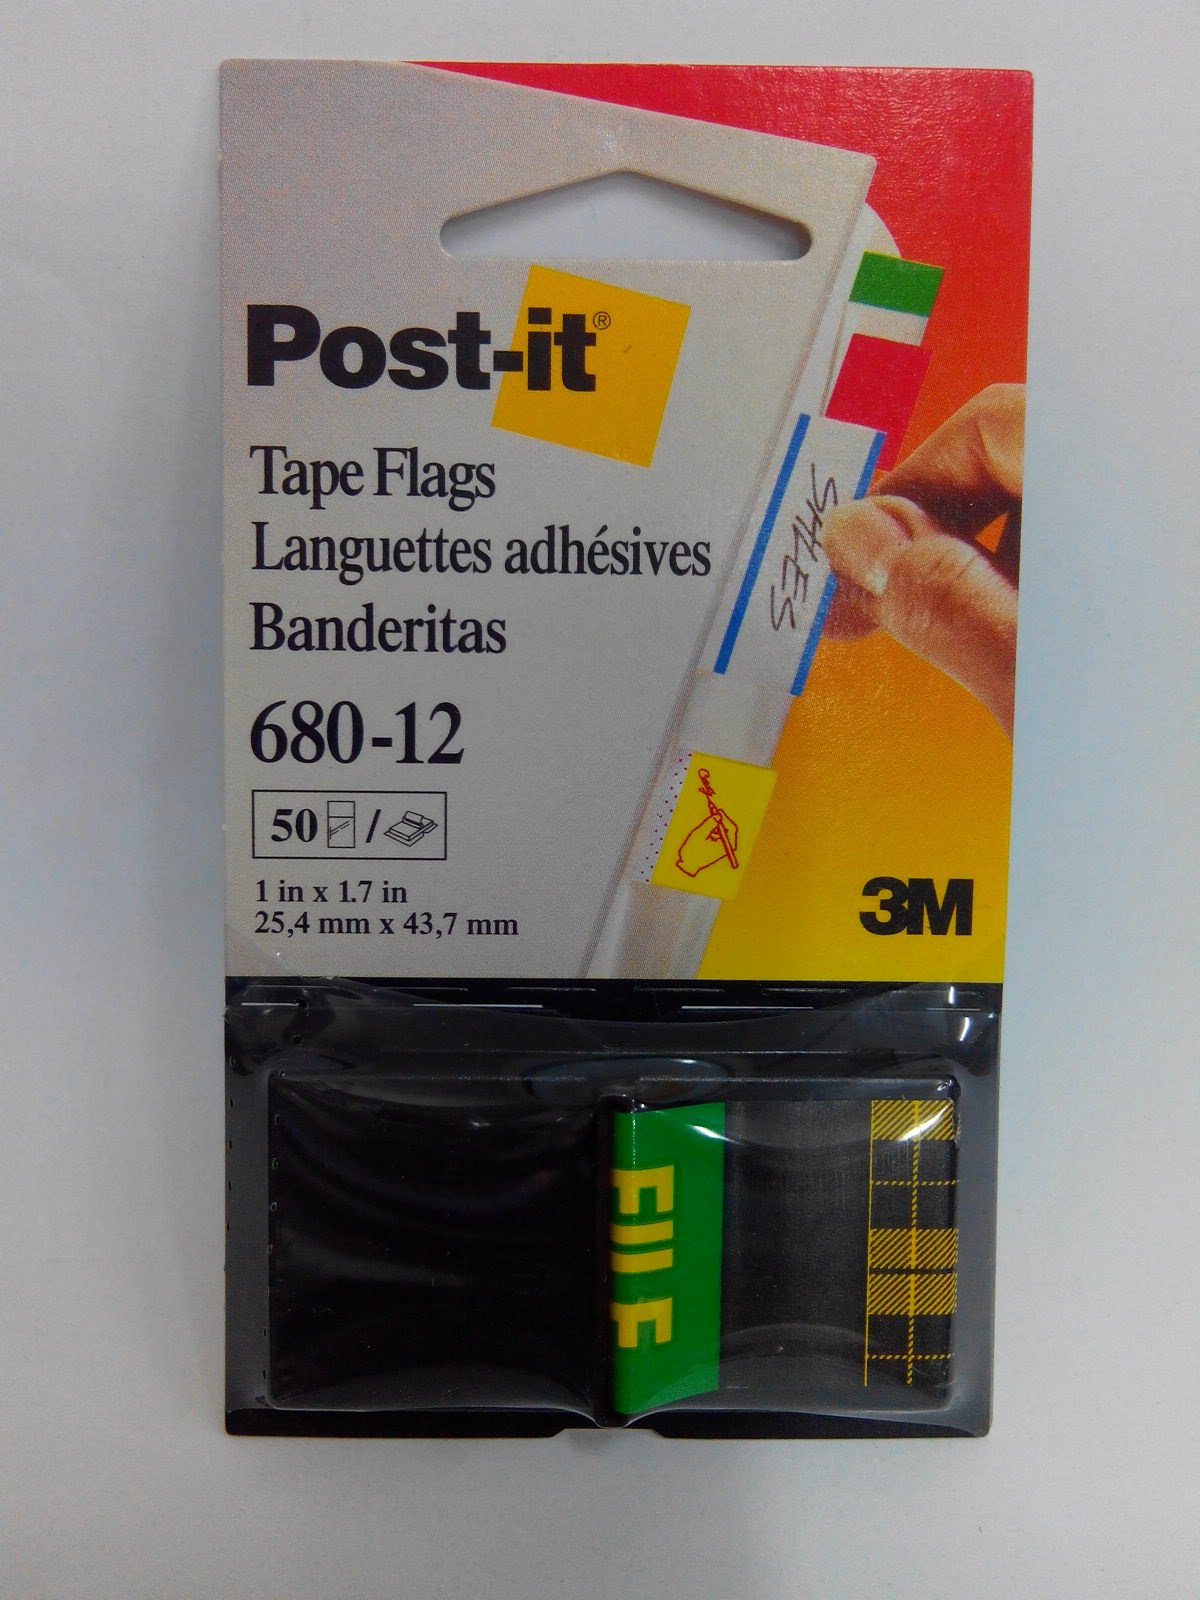 Post-it®
Tape Flags
Languettes adhésives
Banderitas
680-12
50 /
1 in x 1.7 in
25,4 mm x 43,7 mm
SALES
3M
FILE